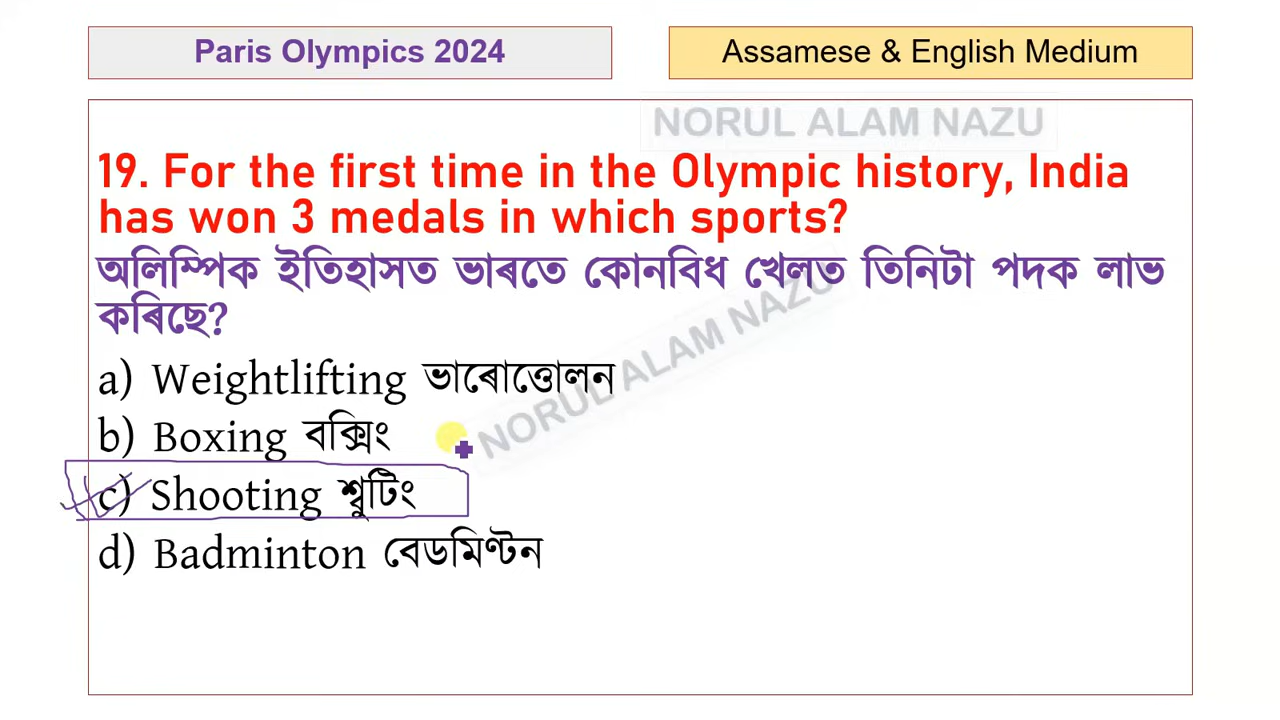 Paris Olympics 2024
Assamese & English Medium
NORUL ALAM NAZU
19. For the first time in the Olympic history, India
has won 3 medals in which sports?
অলিম্পিক ইতিহাসত ভাৰতে কোনবিধ খেলত তিনিটা পদক লাভ
কৰিছে?
NORUL ALAM NAZU
a) Weightlifting ভাৰোত্তোলন
b) Boxing বক্সিং
c) Shooting শ্বুটিং
d) Badminton বেডমিণ্টন